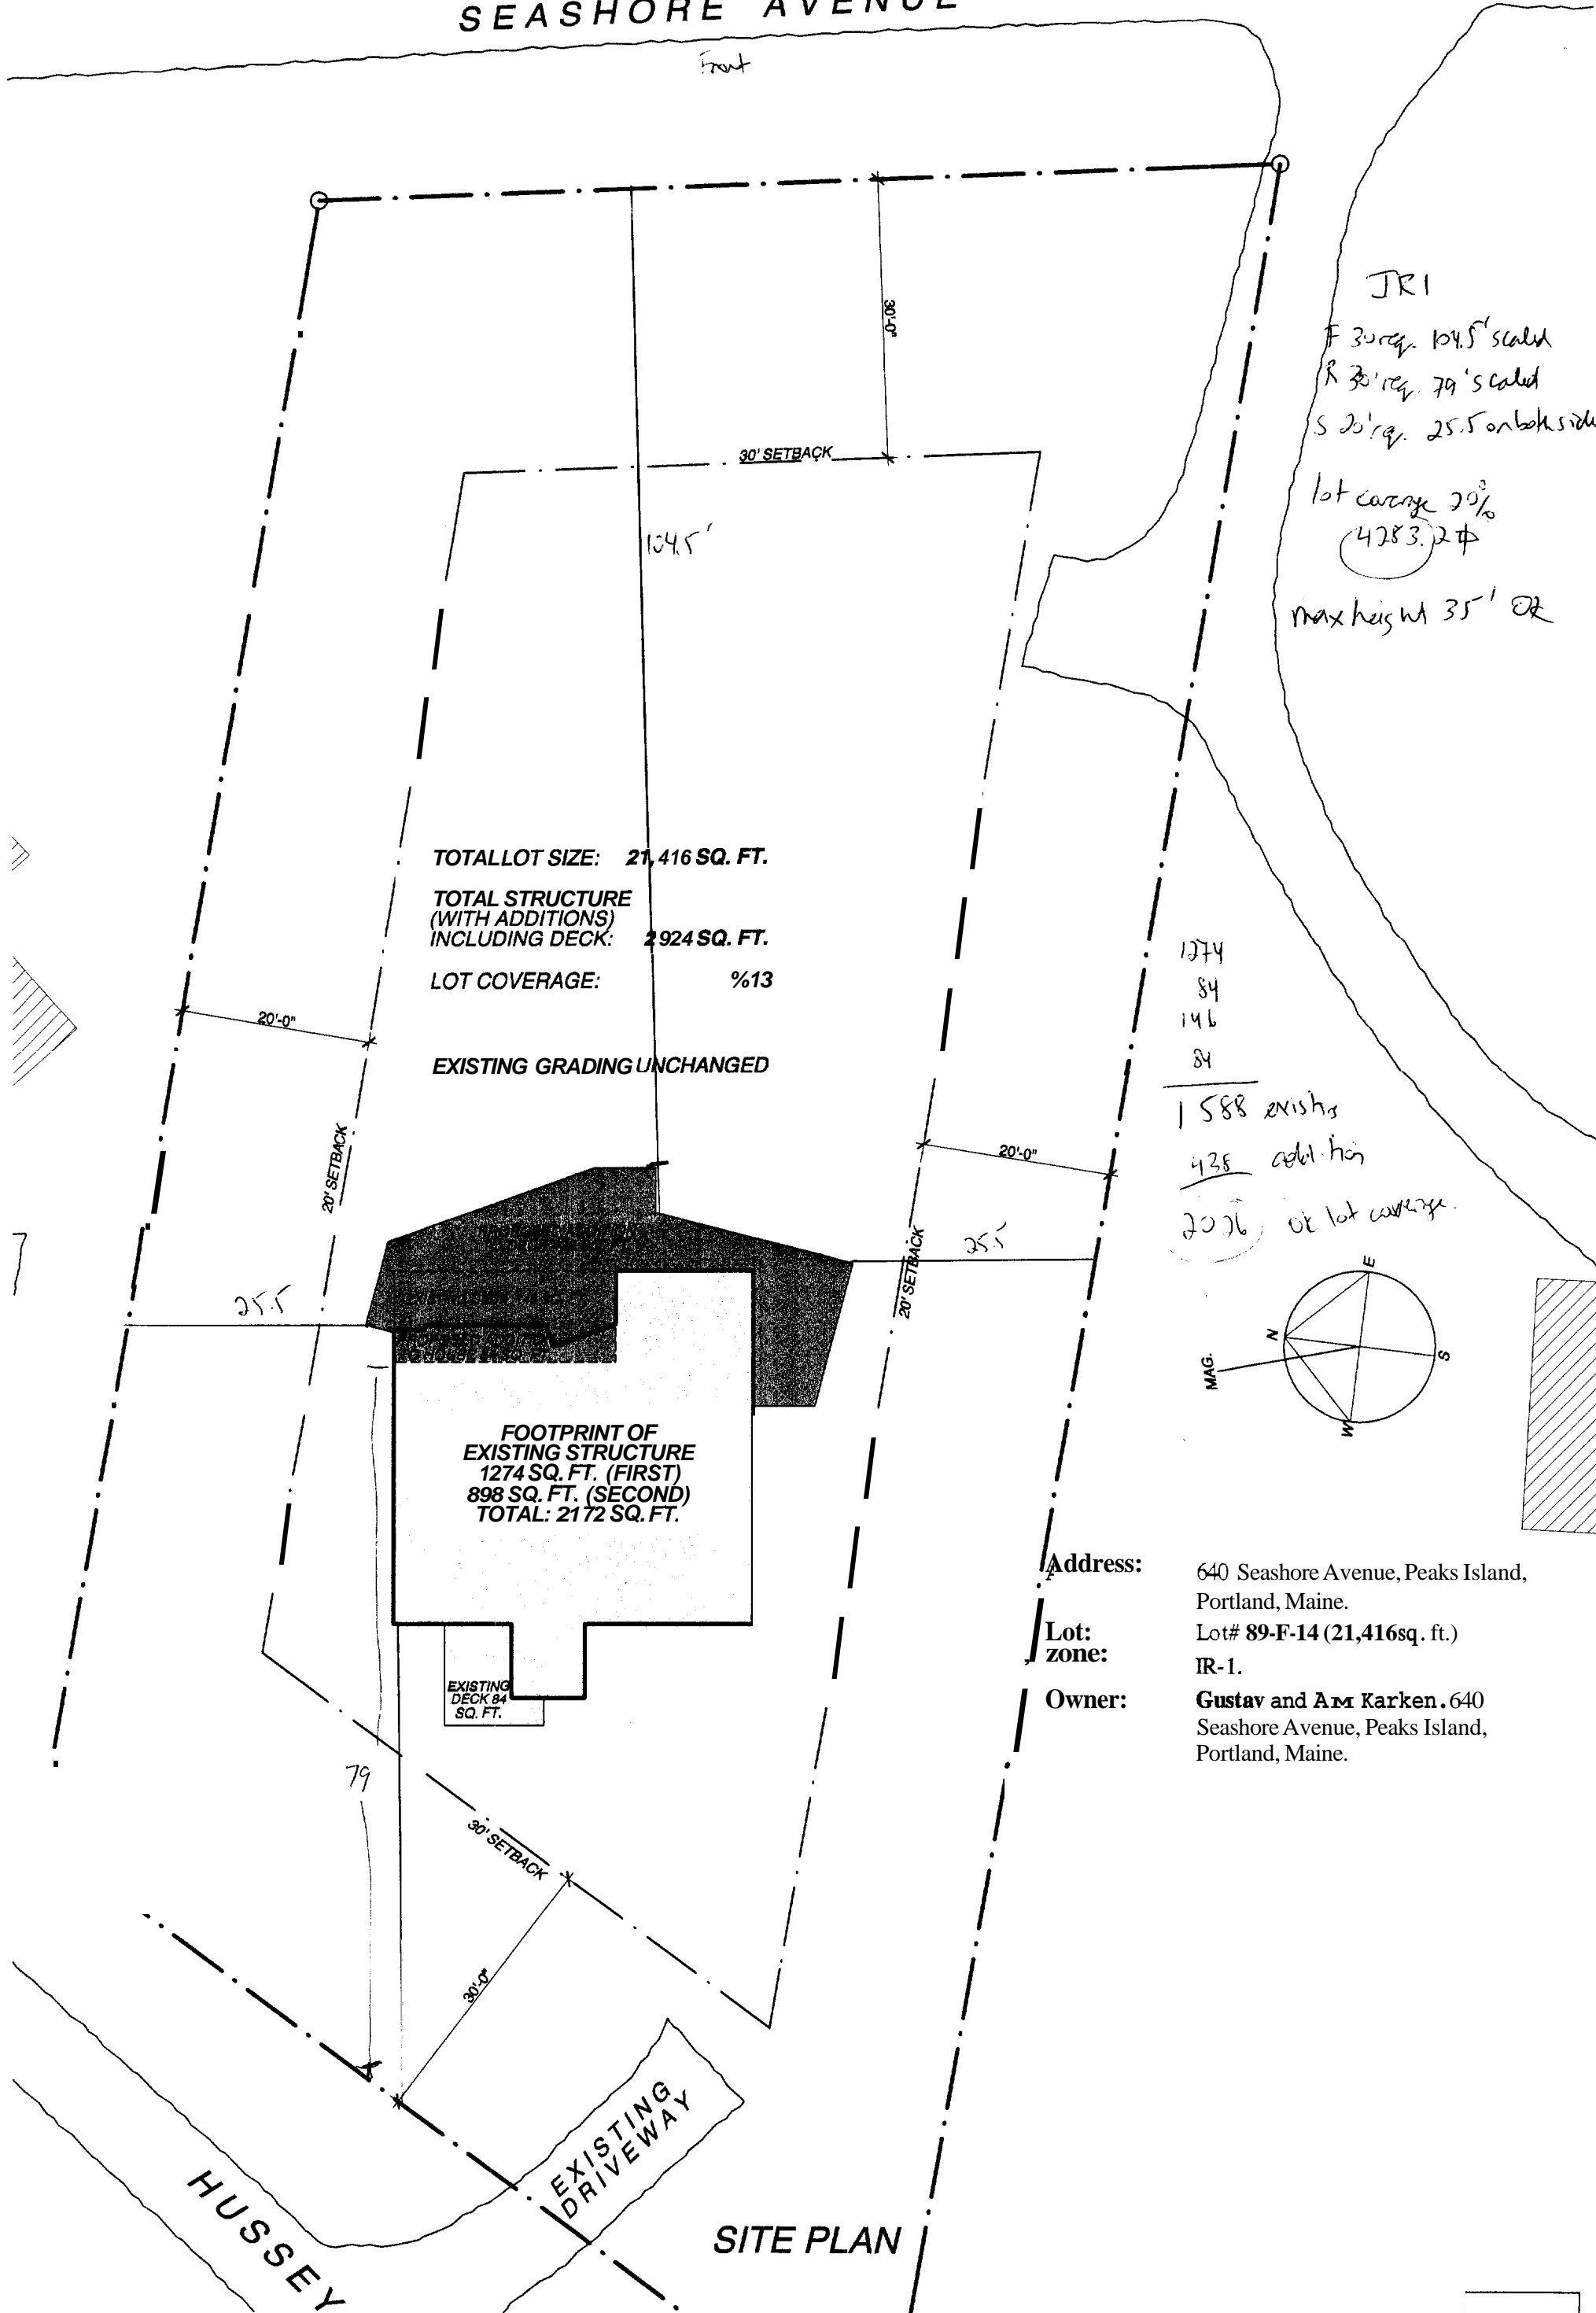 SEASHORE AVENUE
Front
30'-0"
IR1
F 30 req. 104.5' scaled
R 30' req. 79' scaled
S 20' req. 25.5 on both side
30' SETBACK
104.5'
lot coverage 20%
4283.2
max height 35' OK
TOTAL LOT SIZE: 21,416 SQ. FT.
TOTAL STRUCTURE
(WITH ADDITIONS)
INCLUDING DECK: 2924 SQ. FT.
LOT COVERAGE: %13
EXISTING GRADING UNCHANGED
20'-0"
20' SETBACK
1274
84
146
84
1588 existing
438 addition
2026 ok lot coverage.
20'-0"
20' SETBACK
25.5
25.5
E
N
S
W
MAG.
FOOTPRINT OF
EXISTING STRUCTURE
1274 SQ. FT. (FIRST)
898 SQ. FT. (SECOND)
TOTAL: 2172 SQ. FT.
Address: 640 Seashore Avenue, Peaks Island,
Portland, Maine.
Lot: Lot# 89-F-14 (21,416sq. ft.)
zone: IR-1.
Owner: Gustav and Am Karken. 640
Seashore Avenue, Peaks Island,
Portland, Maine.
EXISTING
DECK 84
SQ. FT.
79
30' SETBACK
30'-0"
EXISTING
DRIVEWAY
HUSSEY
SITE PLAN